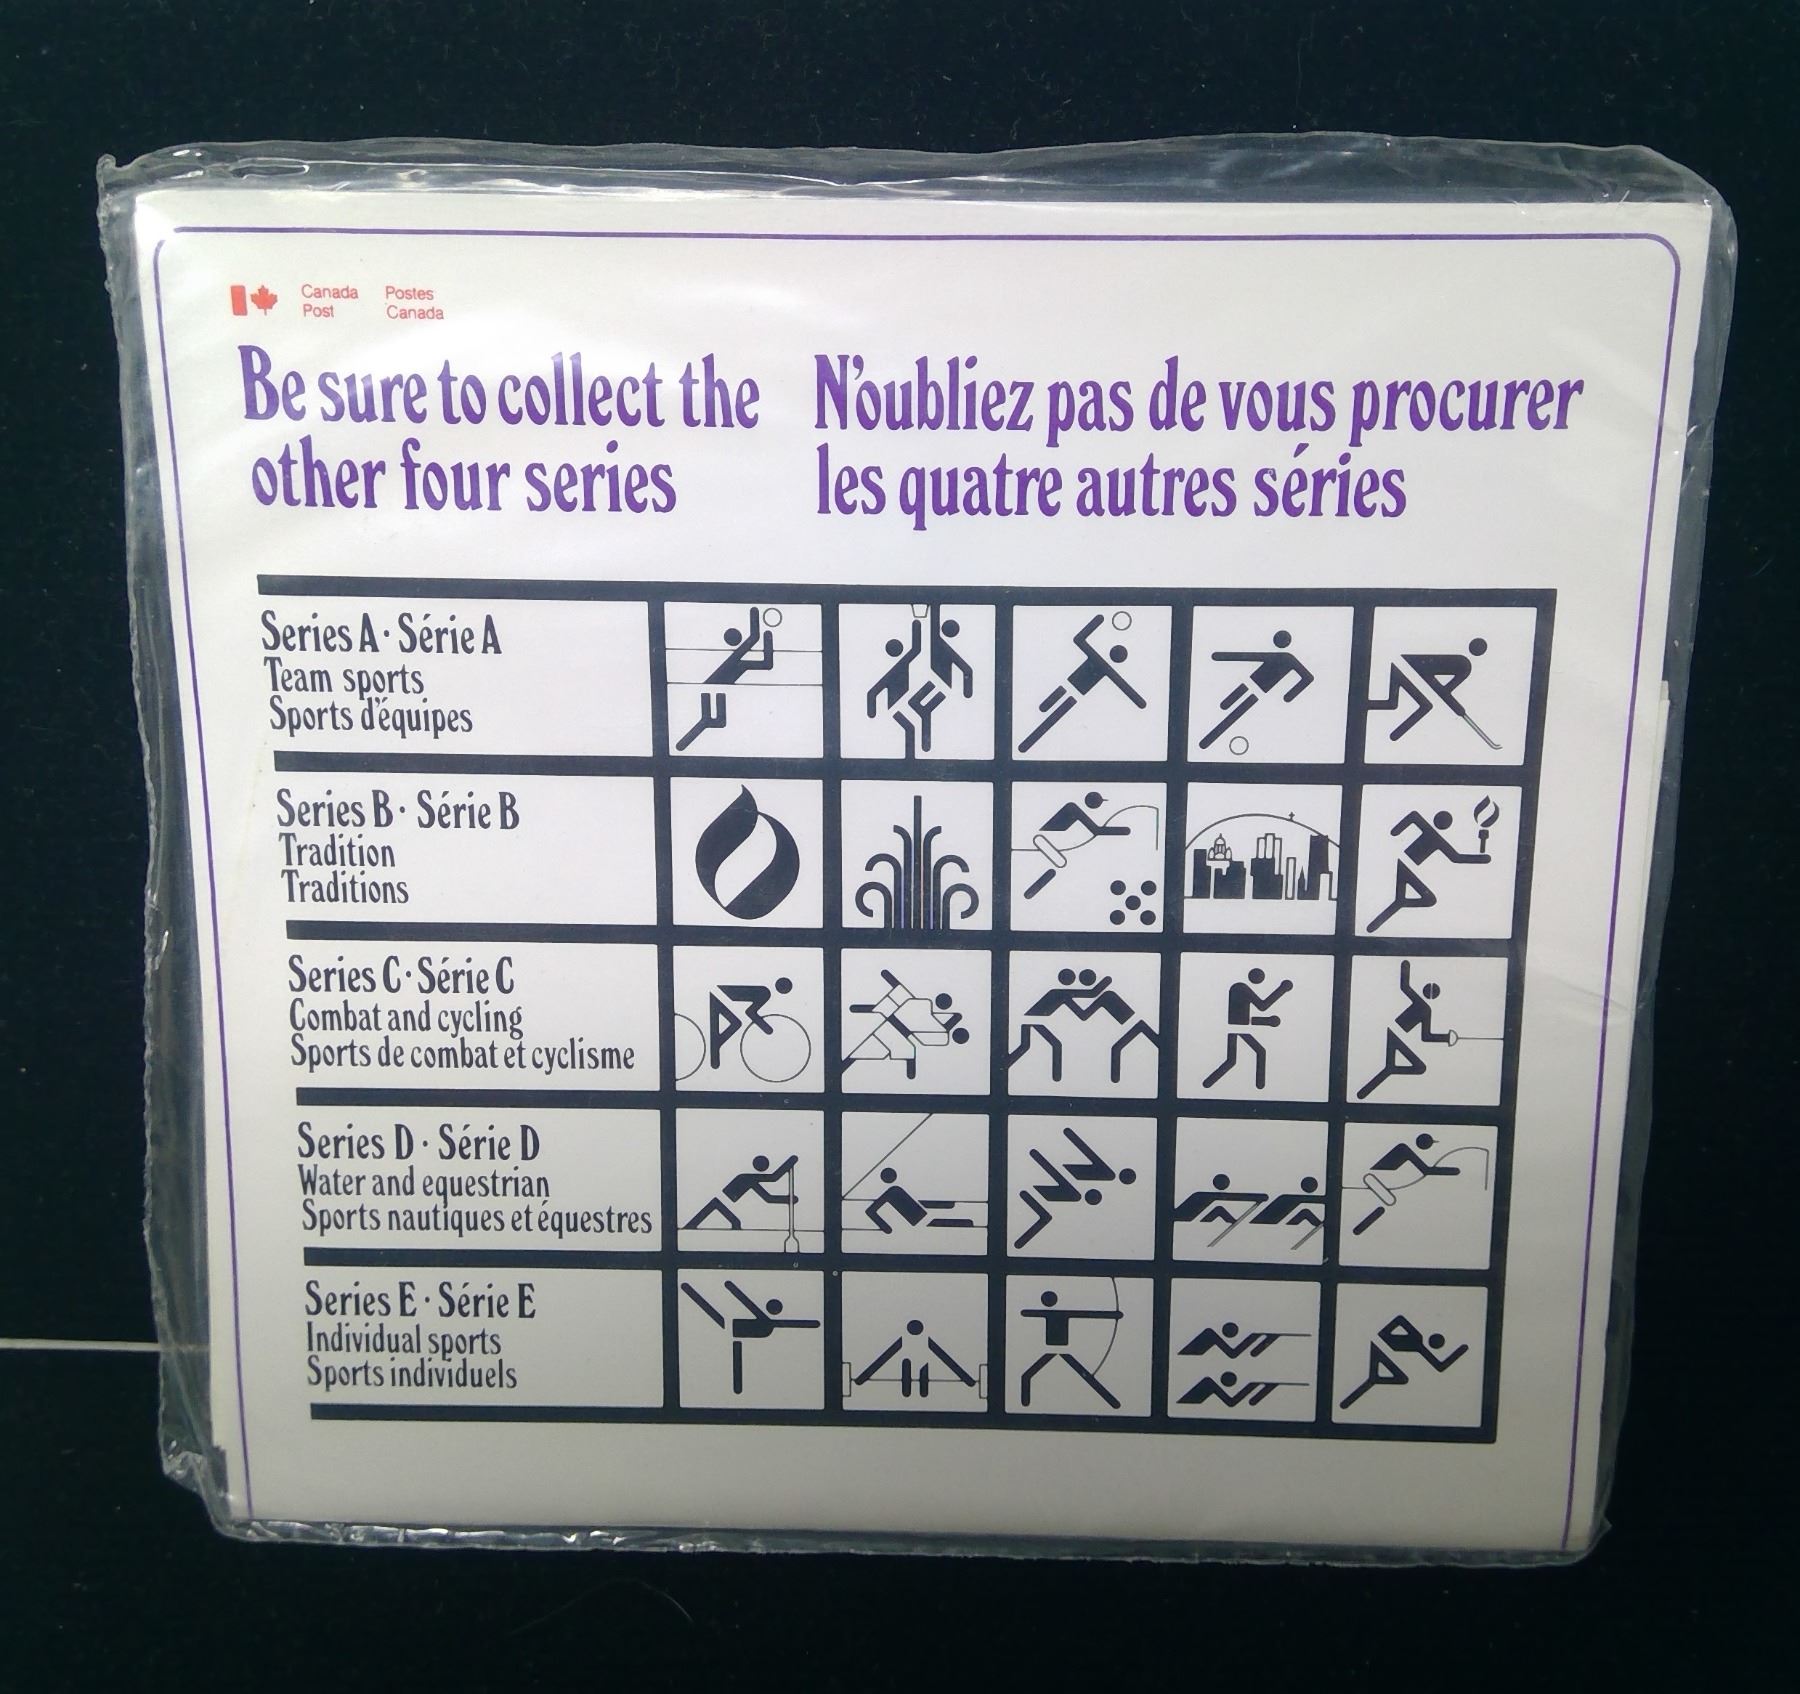 Canada Postes
Post Canada
Be sure to collect the
other four series
N'oubliez pas de vous procurer
les quatre autres séries
Series A · Série A
Team sports
Sports d'équipes
Series B · Série B
Tradition
Traditions
Series C · Série C
Combat and cycling
Sports de combat et cyclisme
Series D · Série D
Water and equestrian
Sports nautiques et équestres
Series E · Série E
Individual sports
Sports individuels